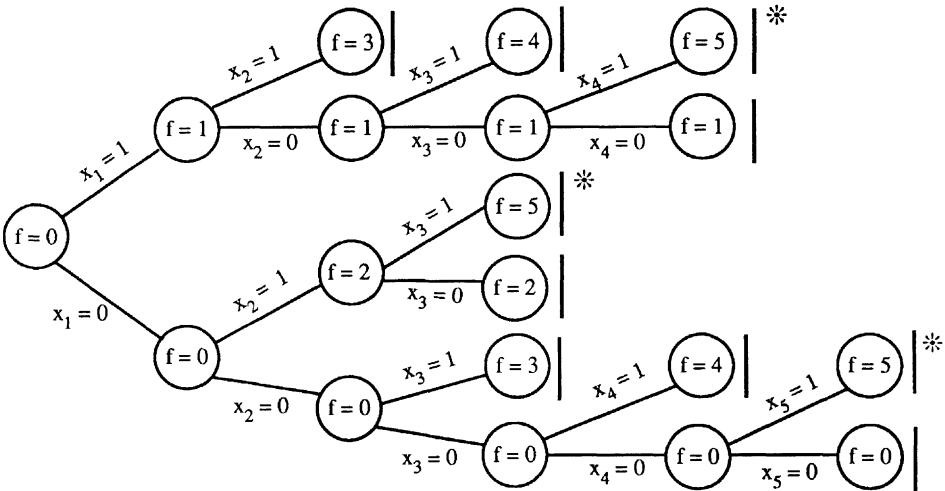 f = 3
*
x2 = 1
f = 4
x3 = 1
f = 5
x4 = 1
f = 1
x2 = 0
f = 1
x3 = 0
f = 1
x4 = 0
f = 1
x1 = 1
f = 0
x1 = 0
*
f = 5
x3 = 1
f = 2
x2 = 1
x3 = 0
f = 2
f = 0
x2 = 0
f = 0
x3 = 1
f = 3
x3 = 0
f = 0
x4 = 1
f = 4
x4 = 0
f = 0
x5 = 1
f = 5
*
x5 = 0
f = 0